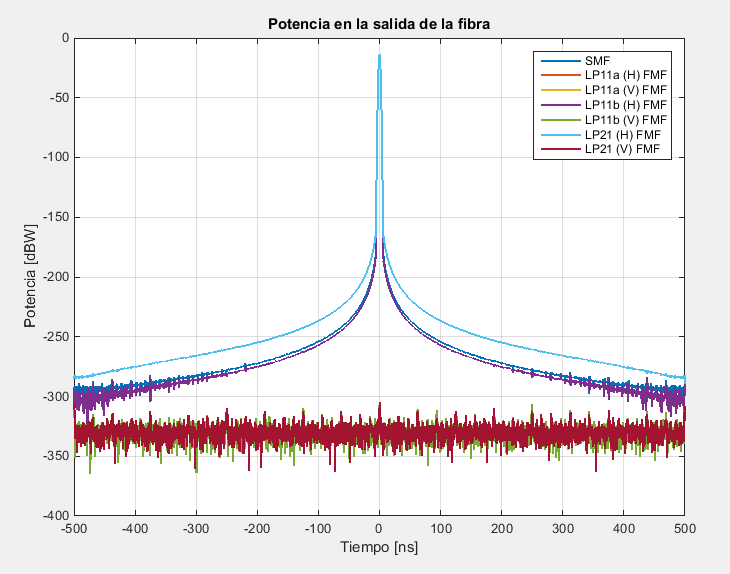 Potencia en la salida de la fibra
0
-50
-100
-150
-200
-250
-300
-350
-400
Potencia [dBW]
SMF
LP11a (H) FMF
LP11a (V) FMF
LP11b (H) FMF
LP11b (V) FMF
LP21 (H) FMF
LP21 (V) FMF
-500 -400 -300 -200 -100 0 100 200 300 400 500
Tiempo [ns]